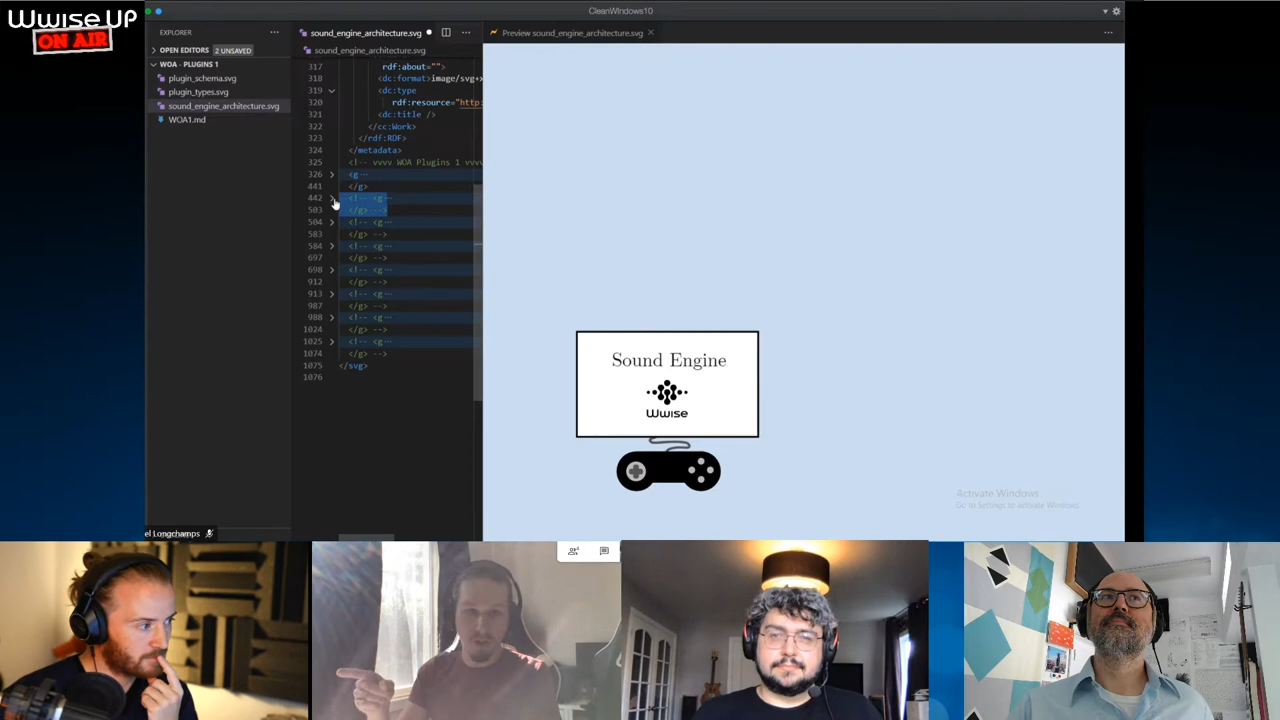 Wwise UP
ON AIR
CleanWindows10
EXPLORER
OPEN EDITORS 2 UNSAVED
WOA - PLUGINS 1
plugin_schema.svg
plugin_types.svg
sound_engine_architecture.svg
WOA1.md
sound_engine_architecture.svg
sound_engine_architecture.svg
317 rdf:about="">
318 <dc:format>image/svg+x
319 <dc:type
320 rdf:resource="http:
321 <dc:title />
322 </cc:Work>
323 </rdf:RDF>
324 </metadata>
325 <!-- vvvv WOA Plugins 1 vvvv
326 <g…
441 </g>
442 <!-- <g…
503 </g> -->
504 <!-- <g…
583 </g> -->
584 <!-- <g…
697 </g> -->
698 <!-- <g…
912 </g> -->
913 <!-- <g…
987 </g> -->
988 <!-- <g…
1024 </g> -->
1025 <!-- <g…
1074 </g> -->
1075 </svg>
1076
Preview sound_engine_architecture.svg
Sound Engine
Wwise
Activate Windows
Go to Settings to activate Windows.
el Longchamps